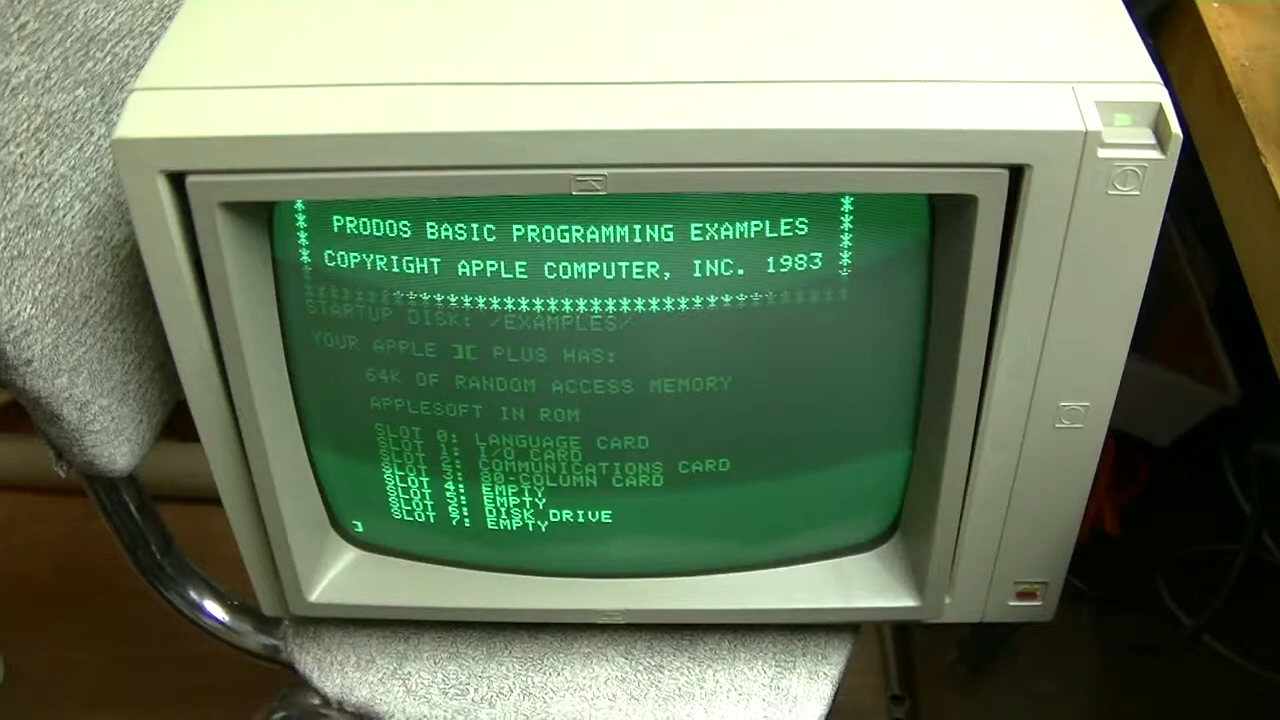 * PRODOS BASIC PROGRAMMING EXAMPLES *
* COPYRIGHT APPLE COMPUTER, INC. 1983 *
***************************************
STARTUP DISK: /EXAMPLES/
YOUR APPLE ][ PLUS HAS:
64K OF RANDOM ACCESS MEMORY
APPLESOFT IN ROM
SLOT 0: LANGUAGE CARD
SLOT 1: I/O CARD
SLOT 2: COMMUNICATIONS CARD
SLOT 3: 80-COLUMN CARD
SLOT 4: EMPTY
SLOT 5: EMPTY
SLOT 6: DISK DRIVE
SLOT 7: EMPTY
]